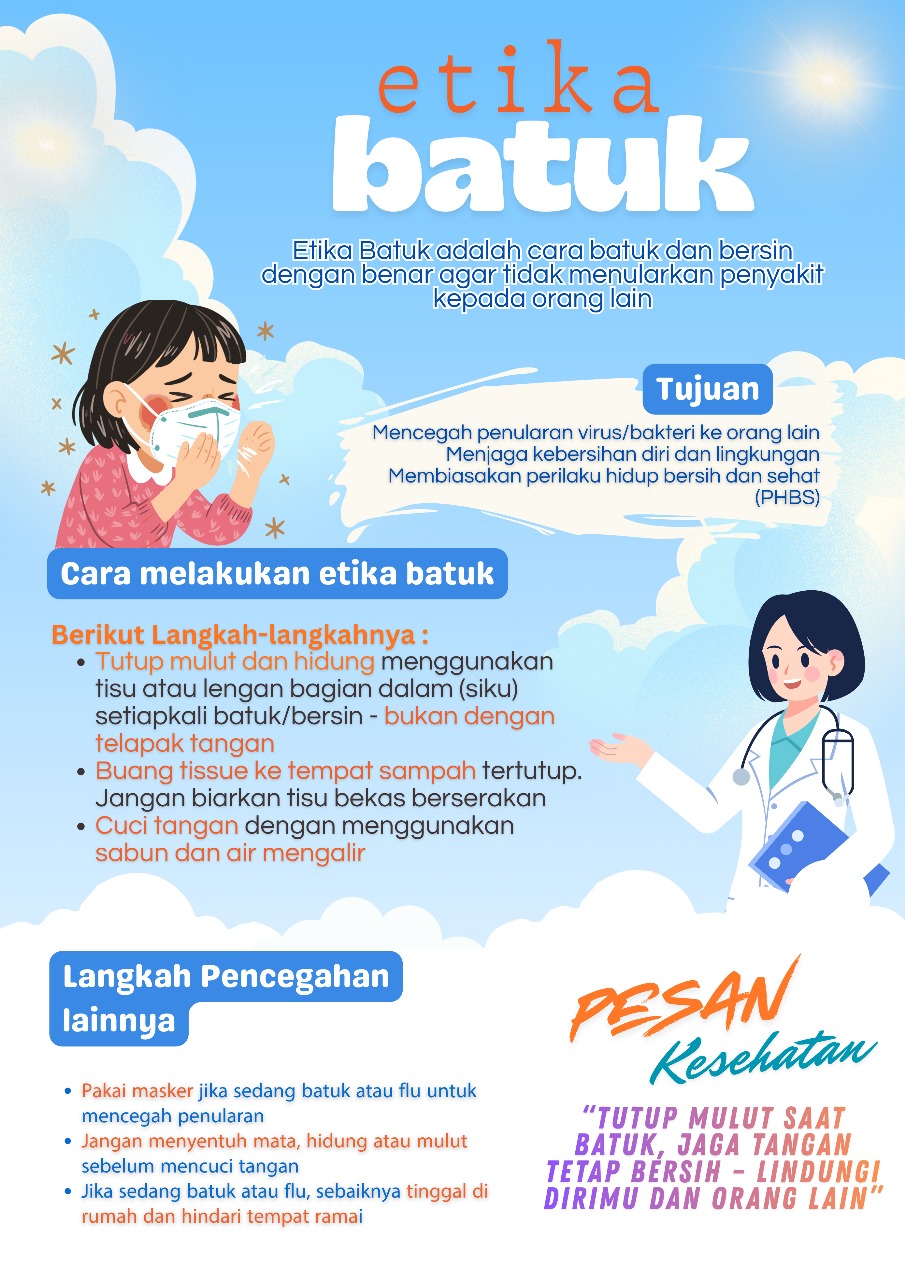 etika
batuk
Etika Batuk adalah cara batuk dan bersin
dengan benar agar tidak menularkan penyakit
kepada orang lain
Tujuan
Mencegah penularan virus/bakteri ke orang lain
Menjaga kebersihan diri dan lingkungan
Membiasakan perilaku hidup bersih dan sehat
(PHBS)
Cara melakukan etika batuk
Berikut Langkah-langkahnya :
• Tutup mulut dan hidung menggunakan
tisu atau lengan bagian dalam (siku)
setiapkali batuk/bersin - bukan dengan
telapak tangan
• Buang tissue ke tempat sampah tertutup.
Jangan biarkan tisu bekas berserakan
• Cuci tangan dengan menggunakan
sabun dan air mengalir
Langkah Pencegahan
lainnya
• Pakai masker jika sedang batuk atau flu untuk
mencegah penularan
• Jangan menyentuh mata, hidung atau mulut
sebelum mencuci tangan
• Jika sedang batuk atau flu, sebaiknya tinggal di
rumah dan hindari tempat ramai
PESAN
Kesehatan
“TUTUP MULUT SAAT
BATUK, JAGA TANGAN
TETAP BERSIH – LINDUNGI
DIRIMU DAN ORANG LAIN”